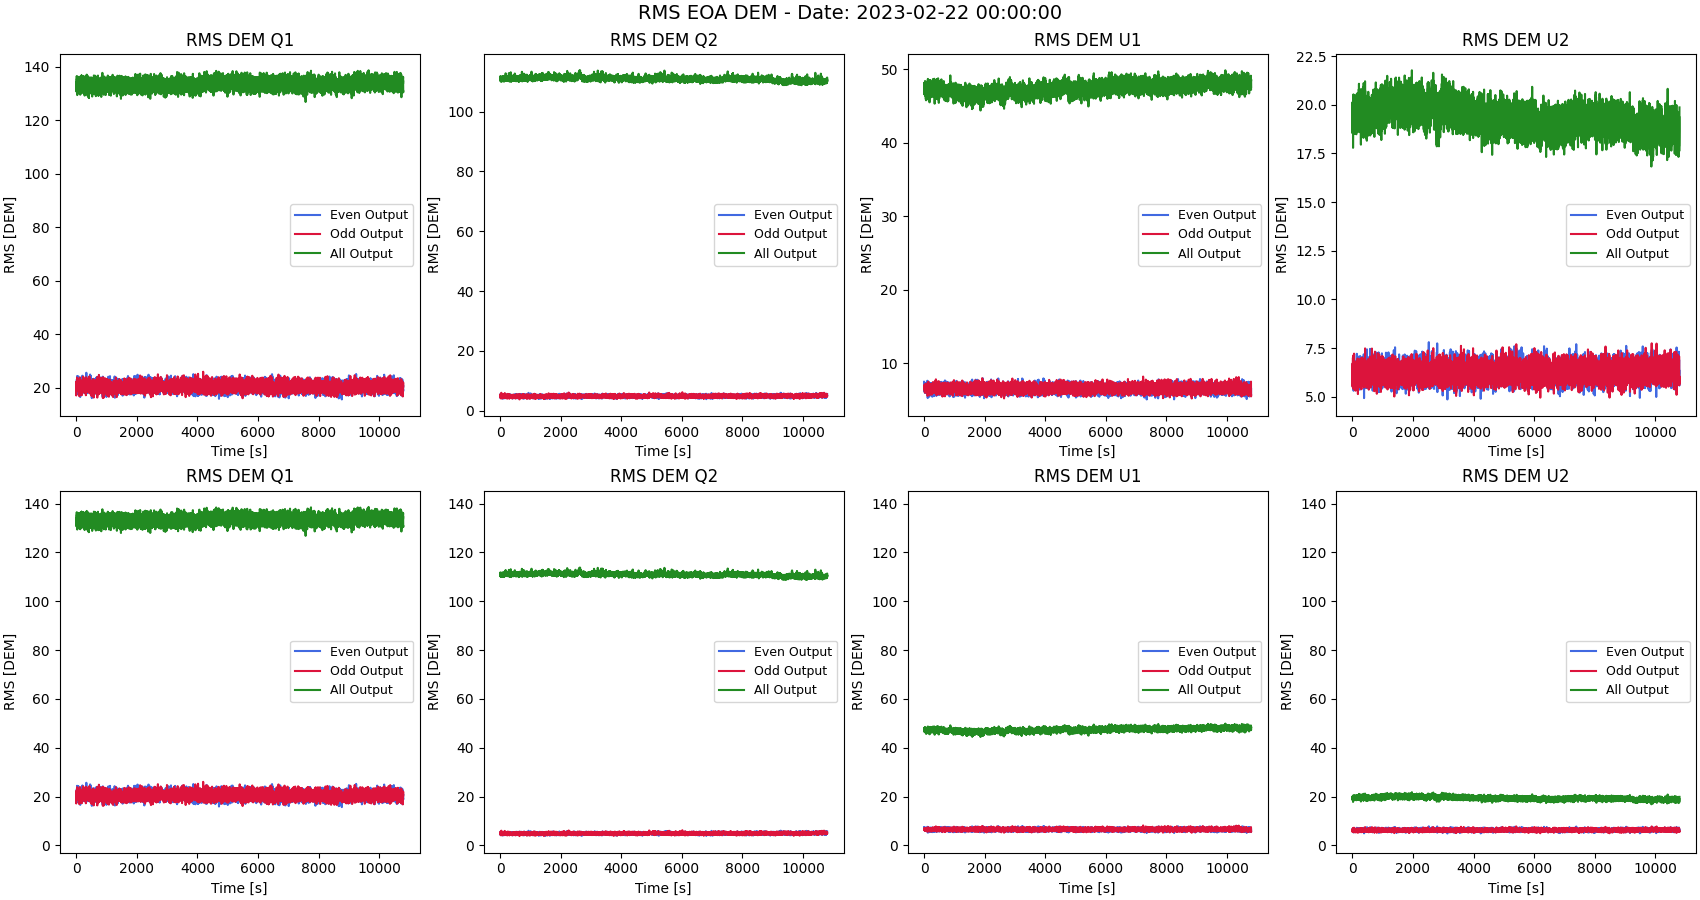 RMS EOA DEM - Date: 2023-02-22 00:00:00
RMS DEM Q1
RMS [DEM]
140
120
100
80
60
40
20
0 2000 4000 6000 8000 10000
Time [s]
Even Output
Odd Output
All Output
RMS DEM Q2
RMS [DEM]
100
80
60
40
20
0
0 2000 4000 6000 8000 10000
Time [s]
Even Output
Odd Output
All Output
RMS DEM U1
RMS [DEM]
50
40
30
20
10
0 2000 4000 6000 8000 10000
Time [s]
Even Output
Odd Output
All Output
RMS DEM U2
RMS [DEM]
22.5
20.0
17.5
15.0
12.5
10.0
7.5
5.0
0 2000 4000 6000 8000 10000
Time [s]
Even Output
Odd Output
All Output
RMS DEM Q1
RMS [DEM]
140
120
100
80
60
40
20
0
0 2000 4000 6000 8000 10000
Time [s]
Even Output
Odd Output
All Output
RMS DEM Q2
RMS [DEM]
140
120
100
80
60
40
20
0
0 2000 4000 6000 8000 10000
Time [s]
Even Output
Odd Output
All Output
RMS DEM U1
RMS [DEM]
140
120
100
80
60
40
20
0
0 2000 4000 6000 8000 10000
Time [s]
Even Output
Odd Output
All Output
RMS DEM U2
RMS [DEM]
140
120
100
80
60
40
20
0
0 2000 4000 6000 8000 10000
Time [s]
Even Output
Odd Output
All Output